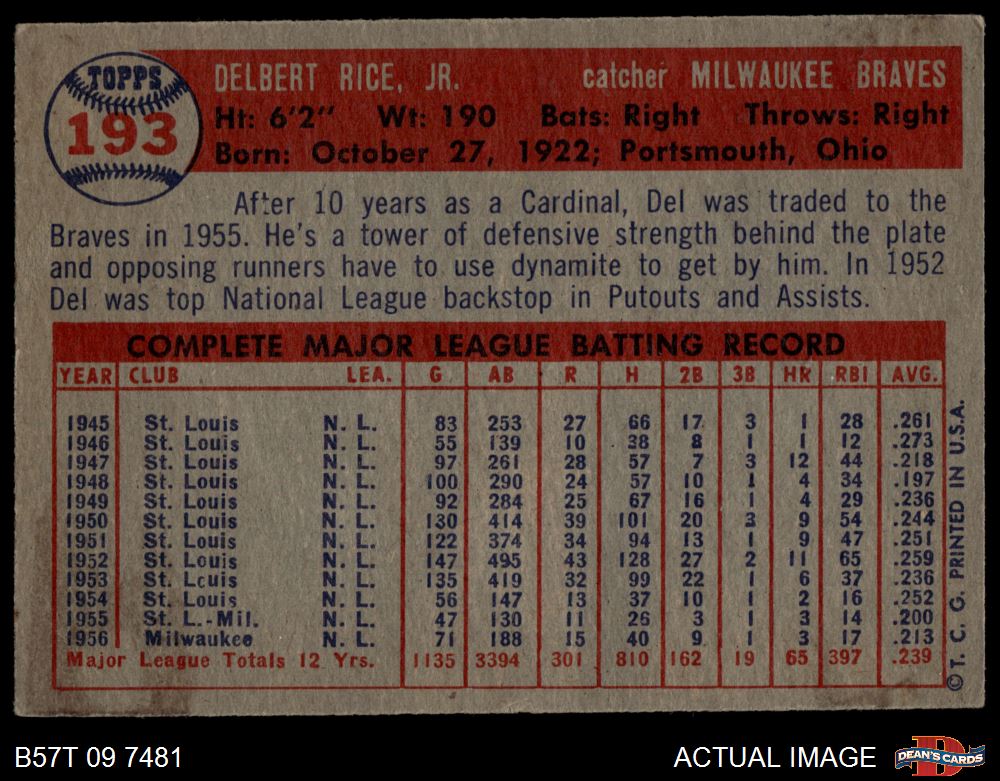 TOPPS
193
DELBERT RICE, JR. catcher MILWAUKEE BRAVES
Ht: 6'2" Wt: 190 Bats: Right Throws: Right
Born: October 27, 1922; Portsmouth, Ohio
After 10 years as a Cardinal, Del was traded to the
Braves in 1955. He's a tower of defensive strength behind the plate
and opposing runners have to use dynamite to get by him. In 1952
Del was top National League backstop in Putouts and Assists.
COMPLETE MAJOR LEAGUE BATTING RECORD
YEAR CLUB LEA. G AB R H 2B 3B HR RBI AVG.
1945 St. Louis N. L. 83 253 27 66 17 3 1 28 .261
1946 St. Louis N. L. 55 139 10 38 8 1 1 12 .273
1947 St. Louis N. L. 97 261 28 57 7 3 12 44 .218
1948 St. Louis N. L. 100 290 24 57 10 1 4 34 .197
1949 St. Louis N. L. 92 284 25 67 16 1 4 29 .236
1950 St. Louis N. L. 130 414 39 101 20 3 9 54 .244
1951 St. Louis N. L. 122 374 34 94 13 1 9 47 .251
1952 St. Louis N. L. 147 495 43 128 27 2 11 65 .259
1953 St. Louis N. L. 135 419 32 99 22 1 6 37 .236
1954 St. Louis N. L. 56 147 13 37 10 1 2 16 .252
1955 St. L.-Mil. N. L. 47 130 11 26 3 1 3 14 .200
1956 Milwaukee N. L. 71 188 15 40 9 1 3 17 .213
Major League Totals 12 Yrs. 1135 3394 301 810 162 19 65 397 .239
©T. C. G. PRINTED IN U.S.A.
B57T 09 7481 ACTUAL IMAGE
DEAN'S CARDS